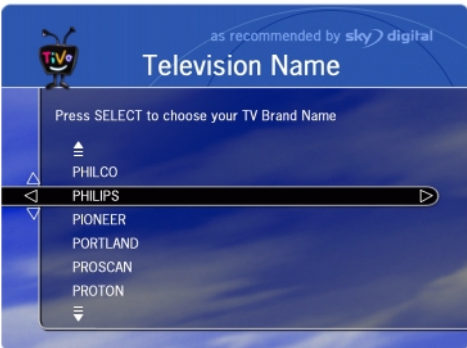 TiVo
as recommended by sky digital
Television Name
Press SELECT to choose your TV Brand Name
PHILCO
PHILIPS
PIONEER
PORTLAND
PROSCAN
PROTON